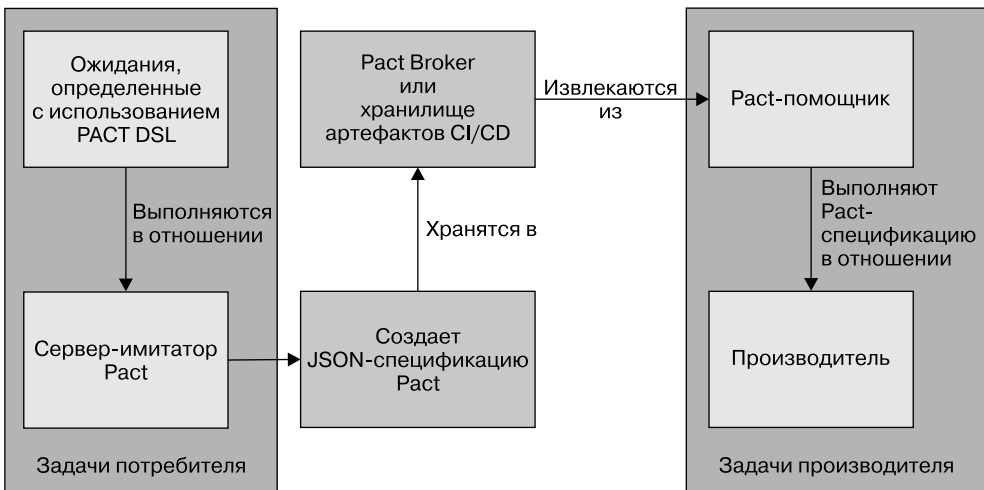 Ожидания,
определенные
с использованием
PACT DSL
Выполняются
в отношении
Сервер-имитатор
Pact
Задачи потребителя
Pact Broker
или
хранилище
артефактов CI/CD
Хранятся в
Создает
JSON-спецификацию
Pact
Извлекаются
из
Pact-помощник
Выполняют
Pact-
спецификацию
в отношении
Производитель
Задачи производителя